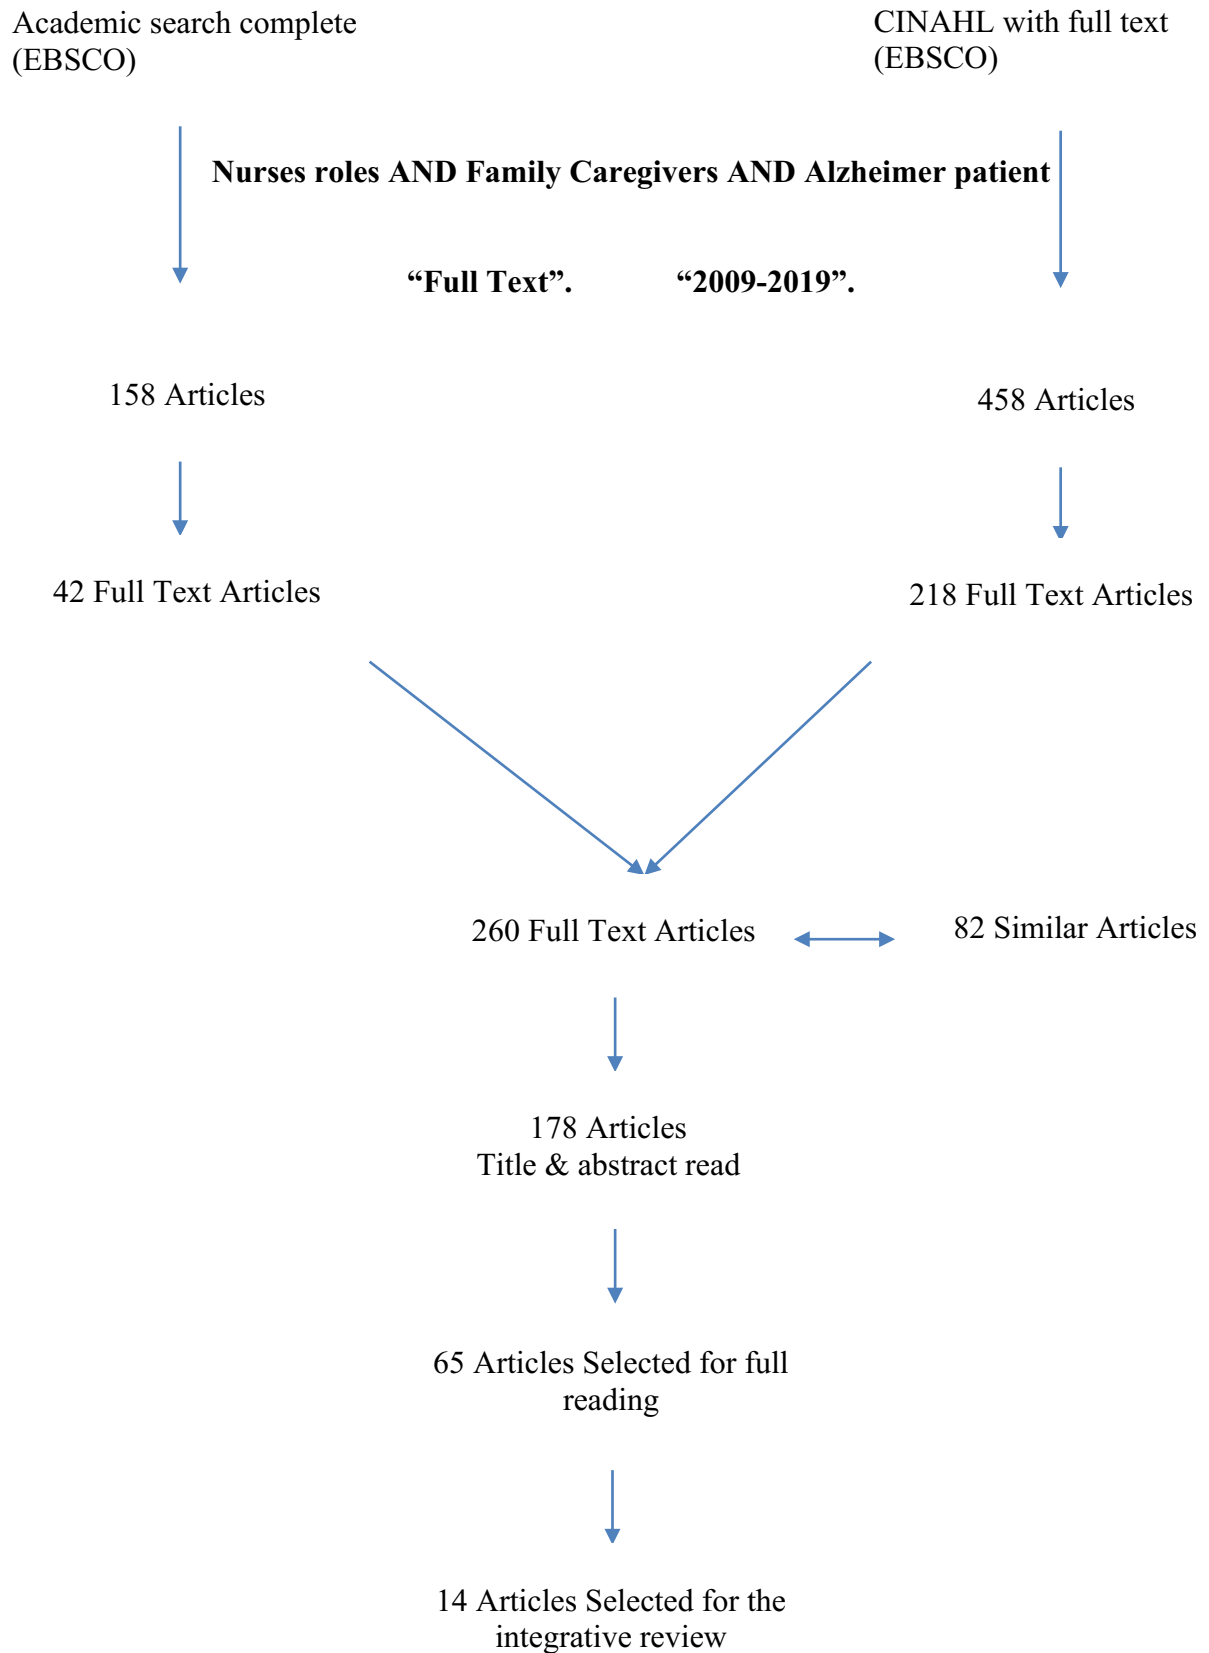 Academic search complete
(EBSCO)
CINAHL with full text
(EBSCO)
Nurses roles AND Family Caregivers AND Alzheimer patient
“Full Text”. “2009-2019”.
158 Articles
458 Articles
42 Full Text Articles
218 Full Text Articles
260 Full Text Articles
82 Similar Articles
178 Articles
Title & abstract read
65 Articles Selected for full
reading
14 Articles Selected for the
integrative review